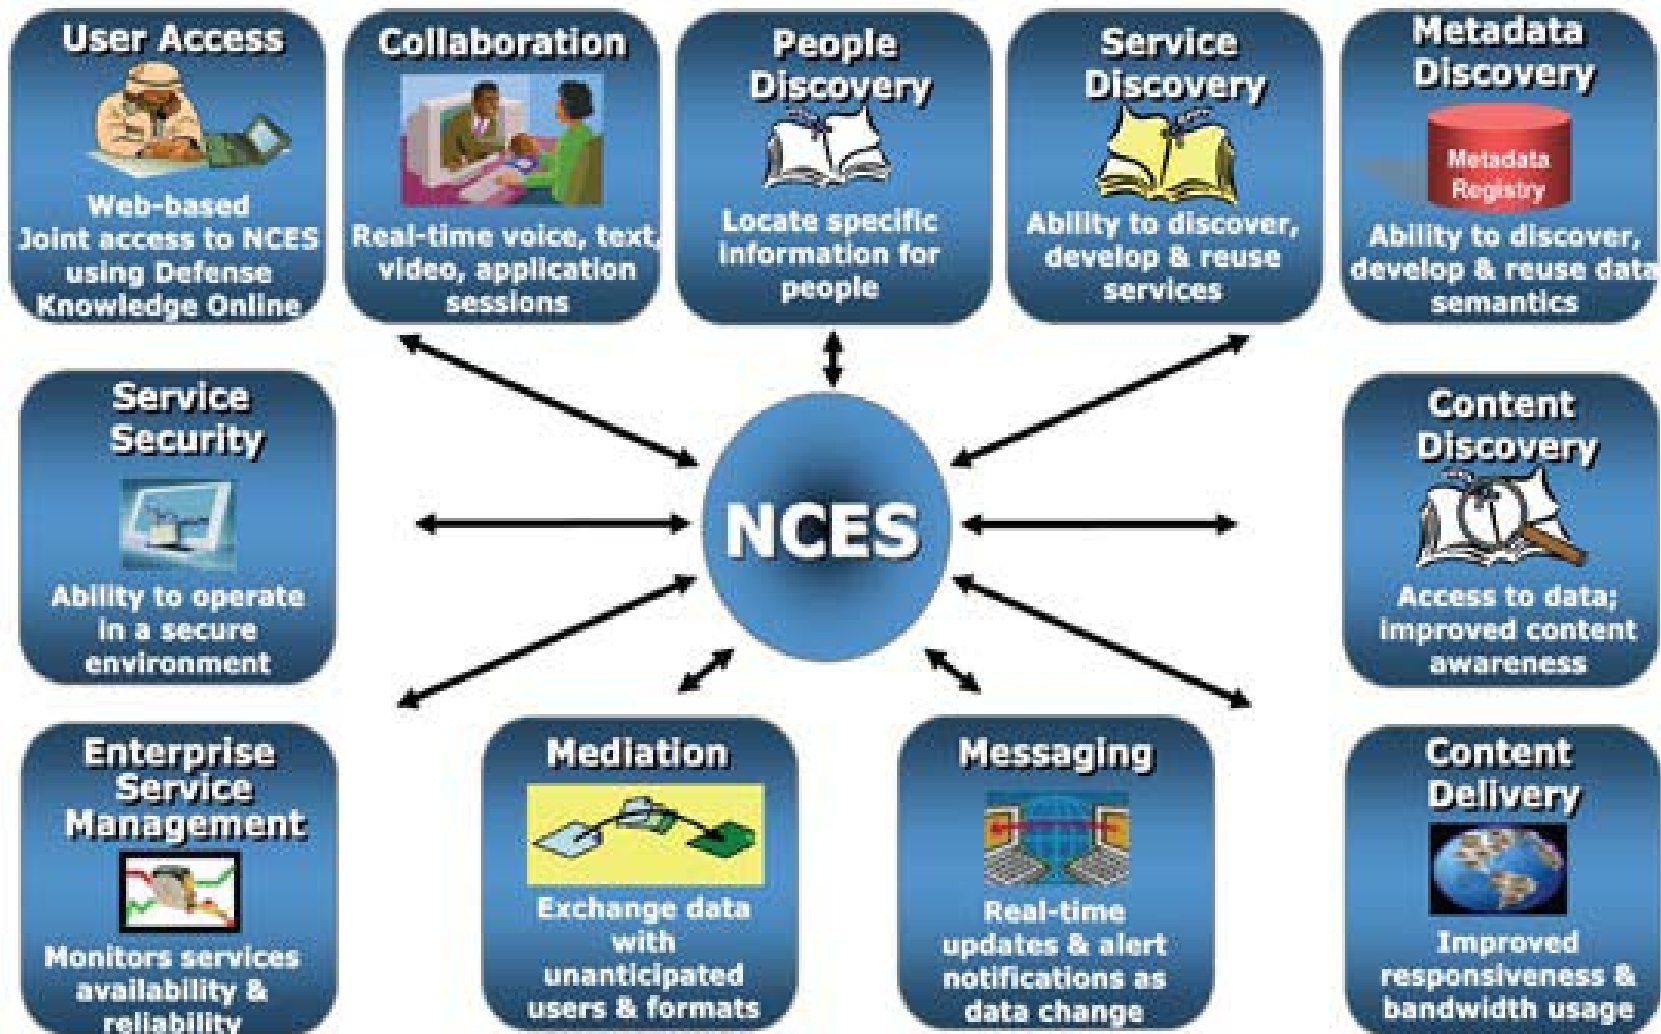 User Access
Web-based
Joint access to NCES
using Defense
Knowledge Online
Collaboration
Real-time voice, text,
video, application
sessions
People
Discovery
Locate specific
information for
people
Service
Discovery
Ability to discover,
develop & reuse
services
Metadata
Discovery
Metadata
Registry
Ability to discover,
develop & reuse data
semantics
Service
Security
Ability to operate
in a secure
environment
NCES
Content
Discovery
Access to data;
improved content
awareness
Enterprise
Service
Management
Monitors services
availability &
reliability
Mediation
Exchange data
with
unanticipated
users & formats
Messaging
Real-time
updates & alert
notifications as
data change
Content
Delivery
Improved
responsiveness &
bandwidth usage